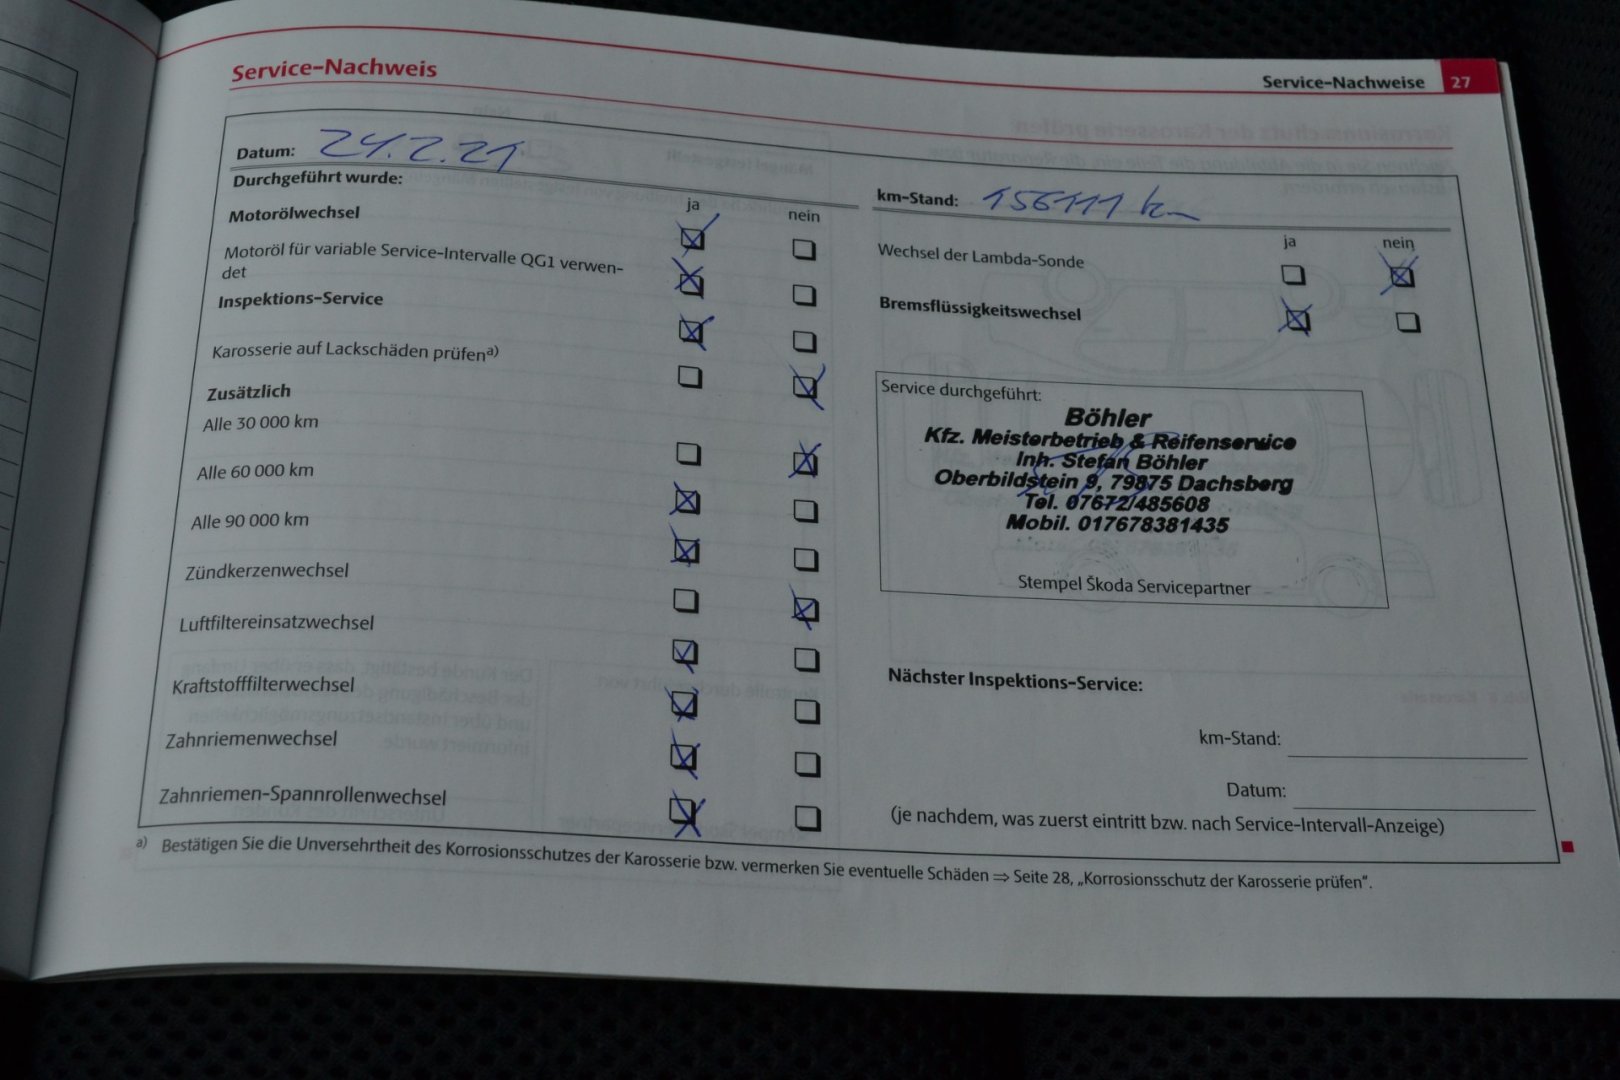 Service-Nachweis
Service-Nachweise 27
Datum: 24.2.21
Durchgeführt wurde:
ja nein
Motorölwechsel
Motoröl für variable Service-Intervalle QG1 verwen-
det
Inspektions-Service
Karosserie auf Lackschäden prüfena)
Zusätzlich
Alle 30 000 km
Alle 60 000 km
Alle 90 000 km
Zündkerzenwechsel
Luftfiltereinsatzwechsel
Kraftstofffilterwechsel
Zahnriemenwechsel
Zahnriemen-Spannrollenwechsel
km-Stand: 156111 km
ja nein
Wechsel der Lambda-Sonde
Bremsflüssigkeitswechsel
Service durchgeführt:
Böhler
Kfz. Meisterbetrieb & Reifenservice
Inh. Stefan Böhler
Oberbildstein 9, 79875 Dachsberg
Tel. 07672/485608
Mobil. 017678381435
Stempel Škoda Servicepartner
Nächster Inspektions-Service:
km-Stand:
Datum:
(je nachdem, was zuerst eintritt bzw. nach Service-Intervall-Anzeige)
a) Bestätigen Sie die Unversehrtheit des Korrosionsschutzes der Karosserie bzw. vermerken Sie eventuelle Schäden ⇒ Seite 28, „Korrosionsschutz der Karosserie prüfen“.